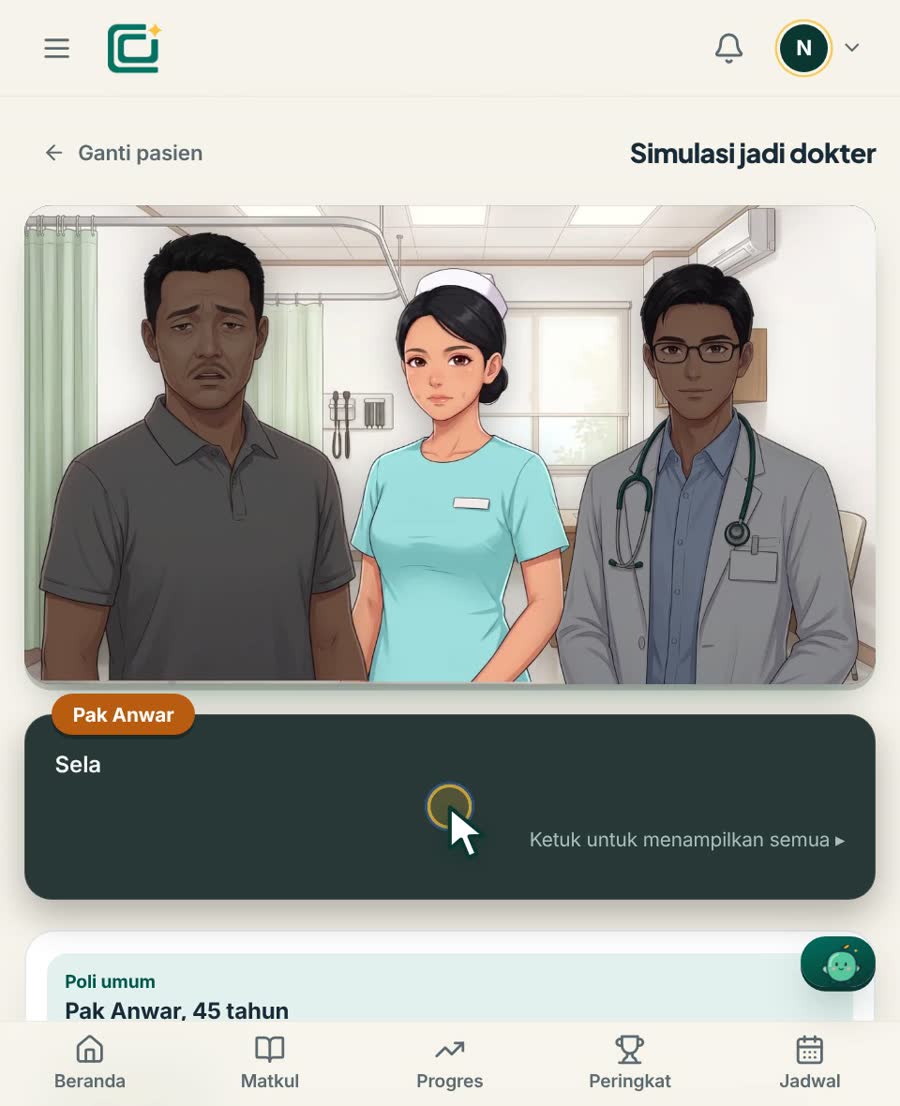 N
Ganti pasien
Simulasi jadi dokter
Pak Anwar
Sela
Ketuk untuk menampilkan semua ▸
Poli umum
Pak Anwar, 45 tahun
Beranda
Matkul
Progres
Peringkat
Jadwal